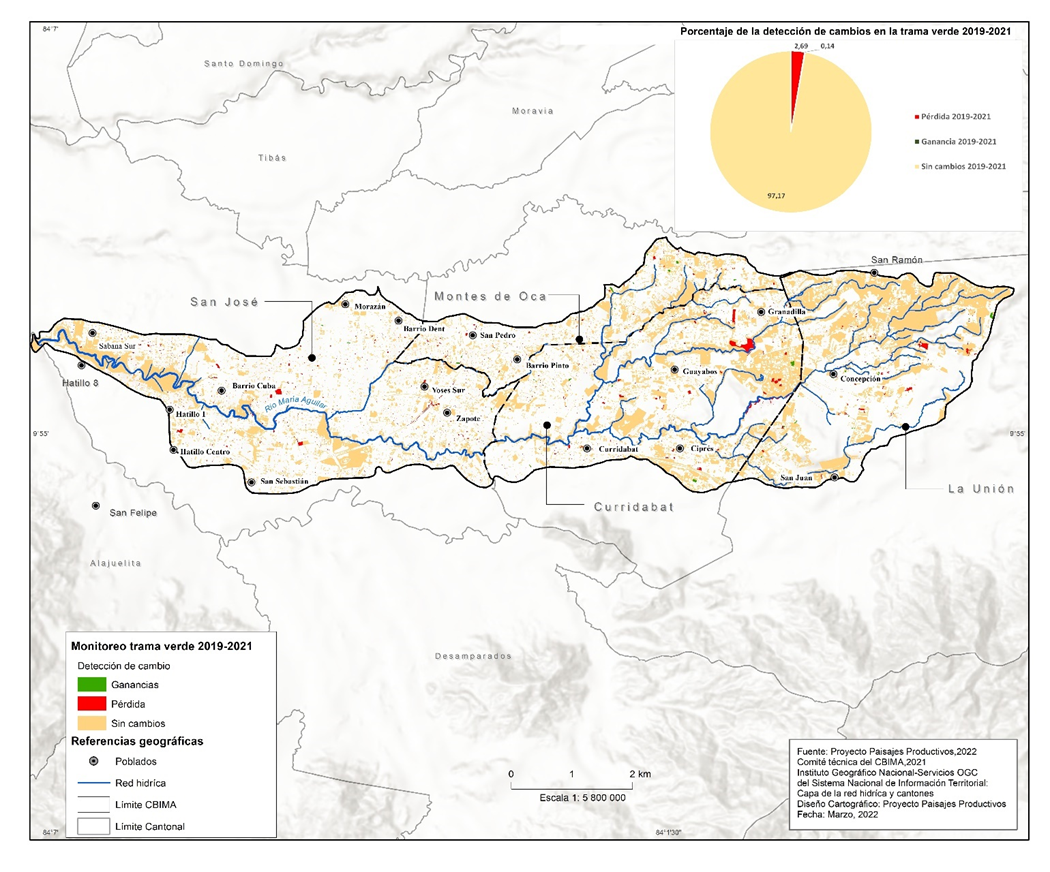 Porcentaje de la detección de cambios en la trama verde 2019-2021
2,69
0,14
97,17
Pérdida 2019-2021
Ganancia 2019-2021
Sin cambios 2019-2021
84°7'
Santo Domingo
Moravia
Tibás
San Ramón
San José
Montes de Oca
Morazán
Barrio Dent
San Pedro
Granadilla
Sabana Sur
Barrio Pinto
Hatillo 8
Guayabos
Concepción
Barrio Cuba
Yoses Sur
Río María Aguilar
Hatillo 1
Zapote
9°55'
9°55'
Hatillo Centro
Curridabat
Cipres
San Sebastián
San Juan
La Unión
Curridabat
San Felipe
Alajuelita
Desamparados
Monitoreo trama verde 2019-2021
Detección de cambio
Ganancias
Pérdida
Sin cambios
Referencias geográficas
Poblados
Red hidríca
Límite CBIMA
Límite Cantonal
0 1 2 km
Escala 1: 5 800 000
Fuente: Proyecto Paisajes Productivos,2022
Comité técnica del CBIMA,2021
Instituto Geográfico Nacional-Servicios OGC
del Sistema Nacional de Información Territorial:
Capa de la red hidríca y cantones
Diseño Cartográfico: Proyecto Paisajes Productivos
Fecha: Marzo, 2022
84°7'
84°1'30"